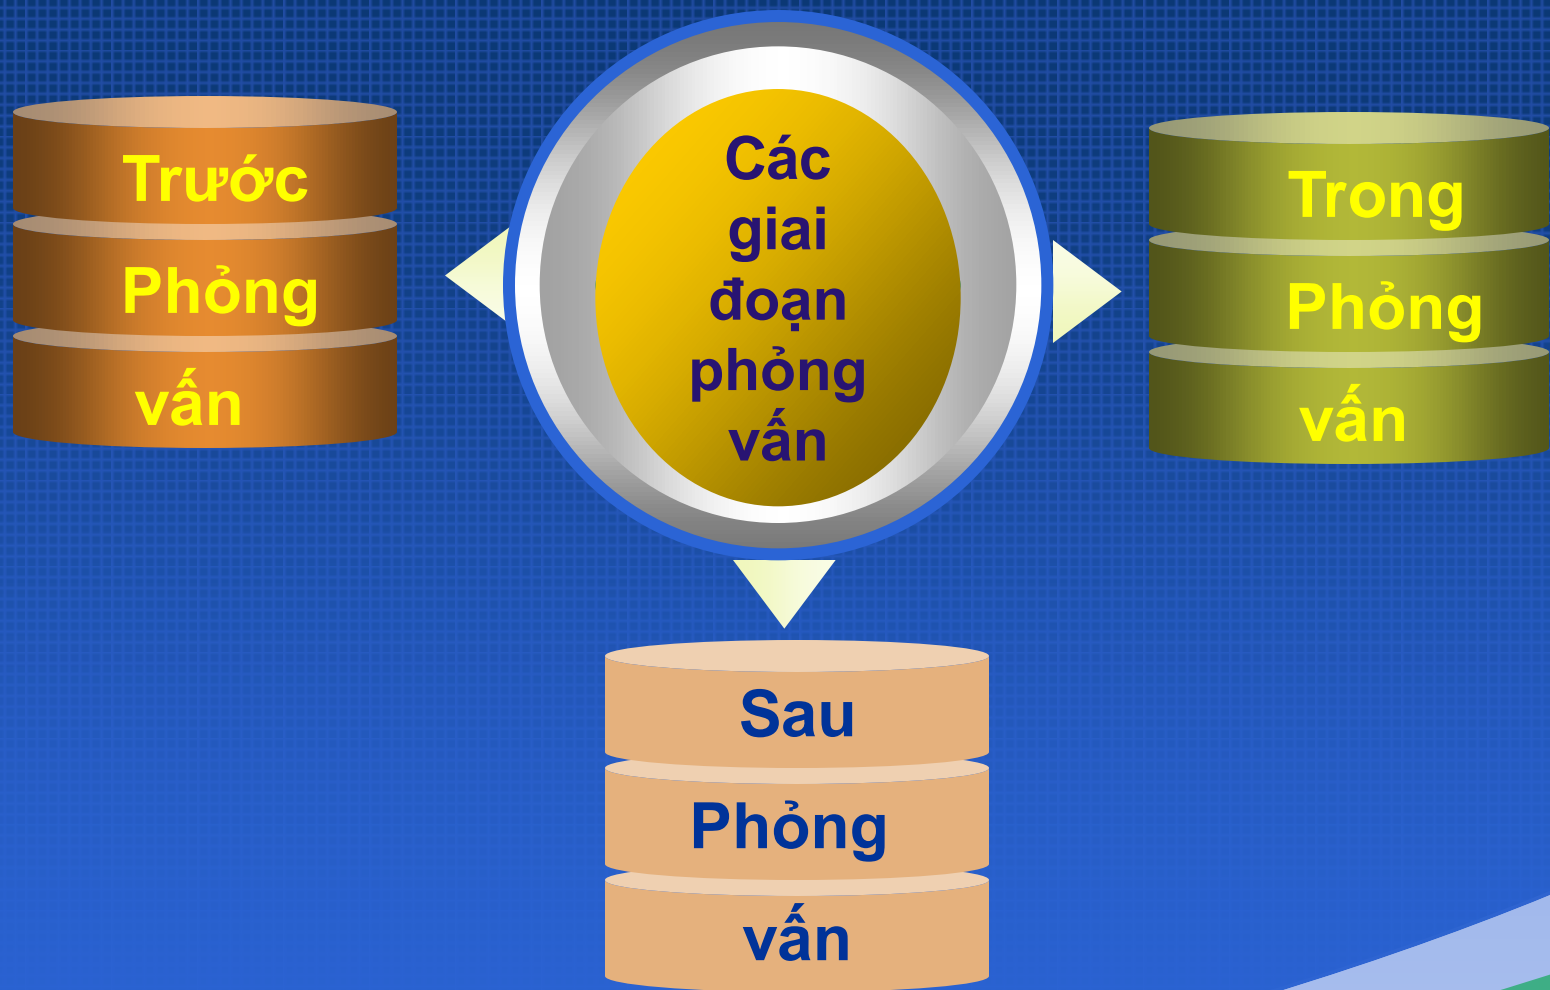 Các
giai
đoạn
phỏng
vấn
Trước
Phỏng
vấn
Trong
Phỏng
vấn
Sau
Phỏng
vấn